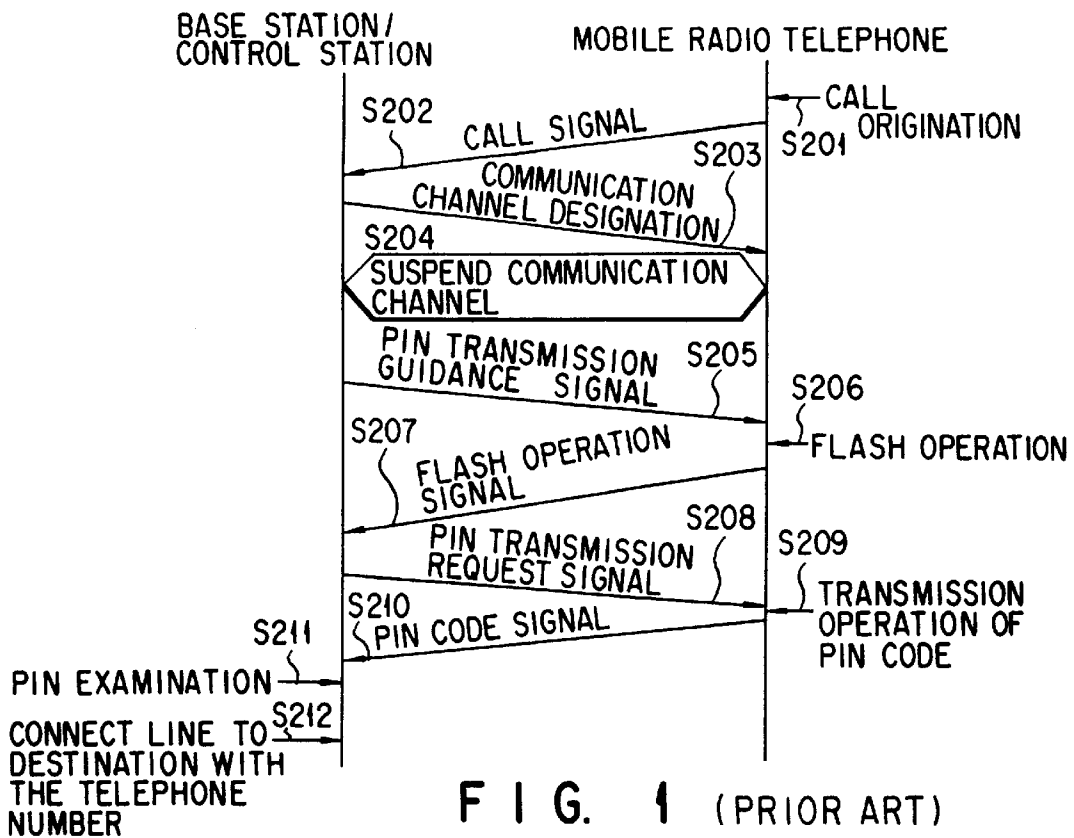 BASE STATION/
CONTROL STATION
MOBILE RADIO TELEPHONE
CALL
ORIGINATION
S201
S202
CALL SIGNAL
S203
COMMUNICATION
CHANNEL DESIGNATION
S204
SUSPEND COMMUNICATION
CHANNEL
PIN TRANSMISSION
GUIDANCE SIGNAL
S205
S206
FLASH OPERATION
S207
FLASH OPERATION
SIGNAL
S208
PIN TRANSMISSION
REQUEST SIGNAL
S209
TRANSMISSION
OPERATION OF
PIN CODE
S210
PIN CODE SIGNAL
S211
PIN EXAMINATION
S212
CONNECT LINE TO
DESTINATION WITH
THE TELEPHONE
NUMBER
FIG. 1 (PRIOR ART)